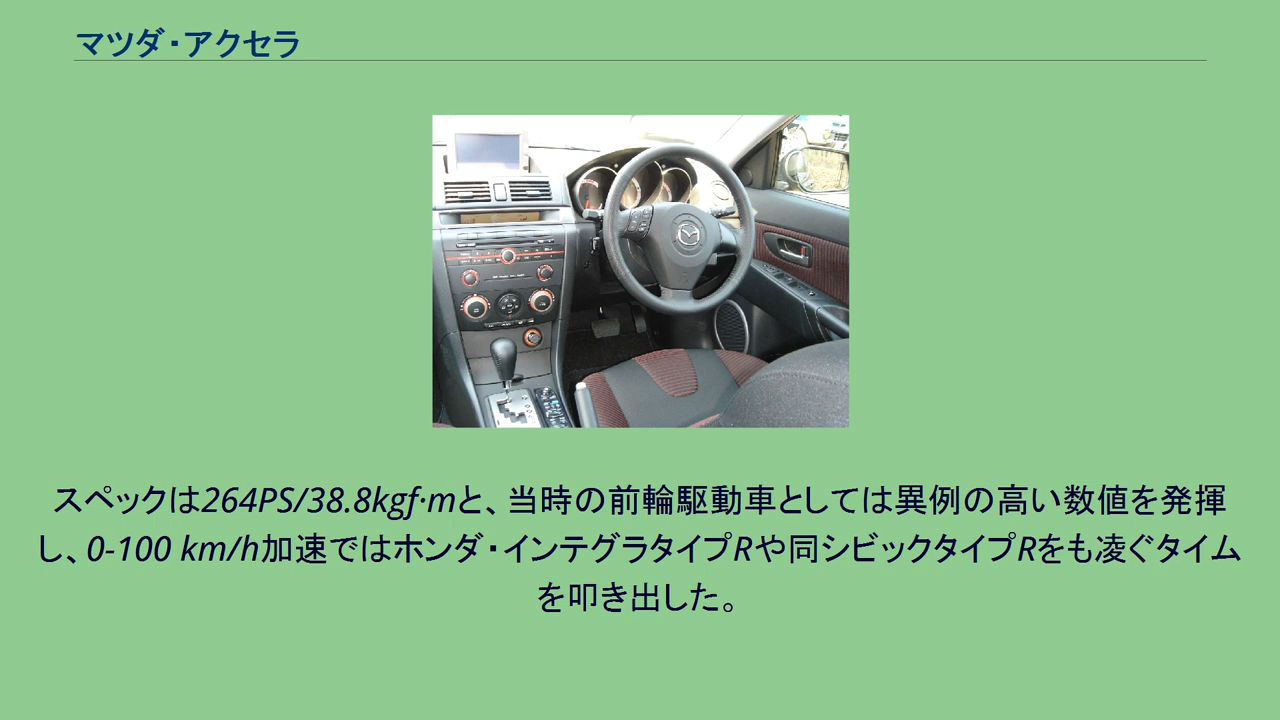 マツダ・アクセラ
スペックは264PS/38.8kgf·mと、当時の前輪駆動車としては異例の高い数値を発揮
し、0-100 km/h加速ではホンダ・インテグラタイプRや同シビックタイプRをも凌ぐタイム
を叩き出した。